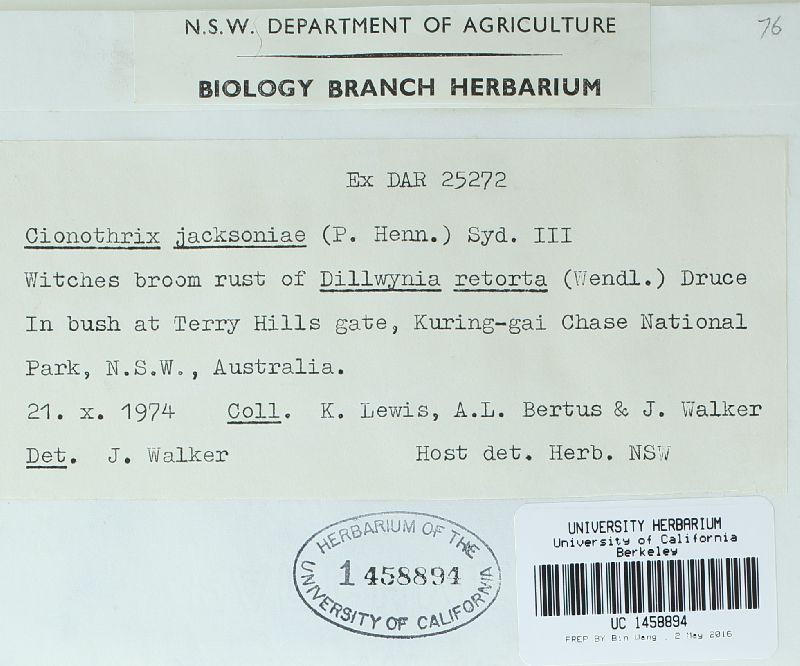 N.S.W. DEPARTMENT OF AGRICULTURE
76
BIOLOGY BRANCH HERBARIUM
Ex DAR 25272
Cionothrix jacksoniae (P. Henn.) Syd. III
Witches broom rust of Dillwynia retorta (Wendl.) Druce
In bush at Terry Hills gate, Kuring-gai Chase National
Park, N.S.W., Australia.
21. x. 1974 Coll. K. Lewis, A.L. Bertus & J. Walker
Det. J. Walker Host det. Herb. NSW
HERBARIUM OF THE
1458894
UNIVERSITY OF CALIFORNIA
UNIVERSITY HERBARIUM
University of California
Berkeley
UC 1458894
PREP BY Bin Wang , 2 May 2016